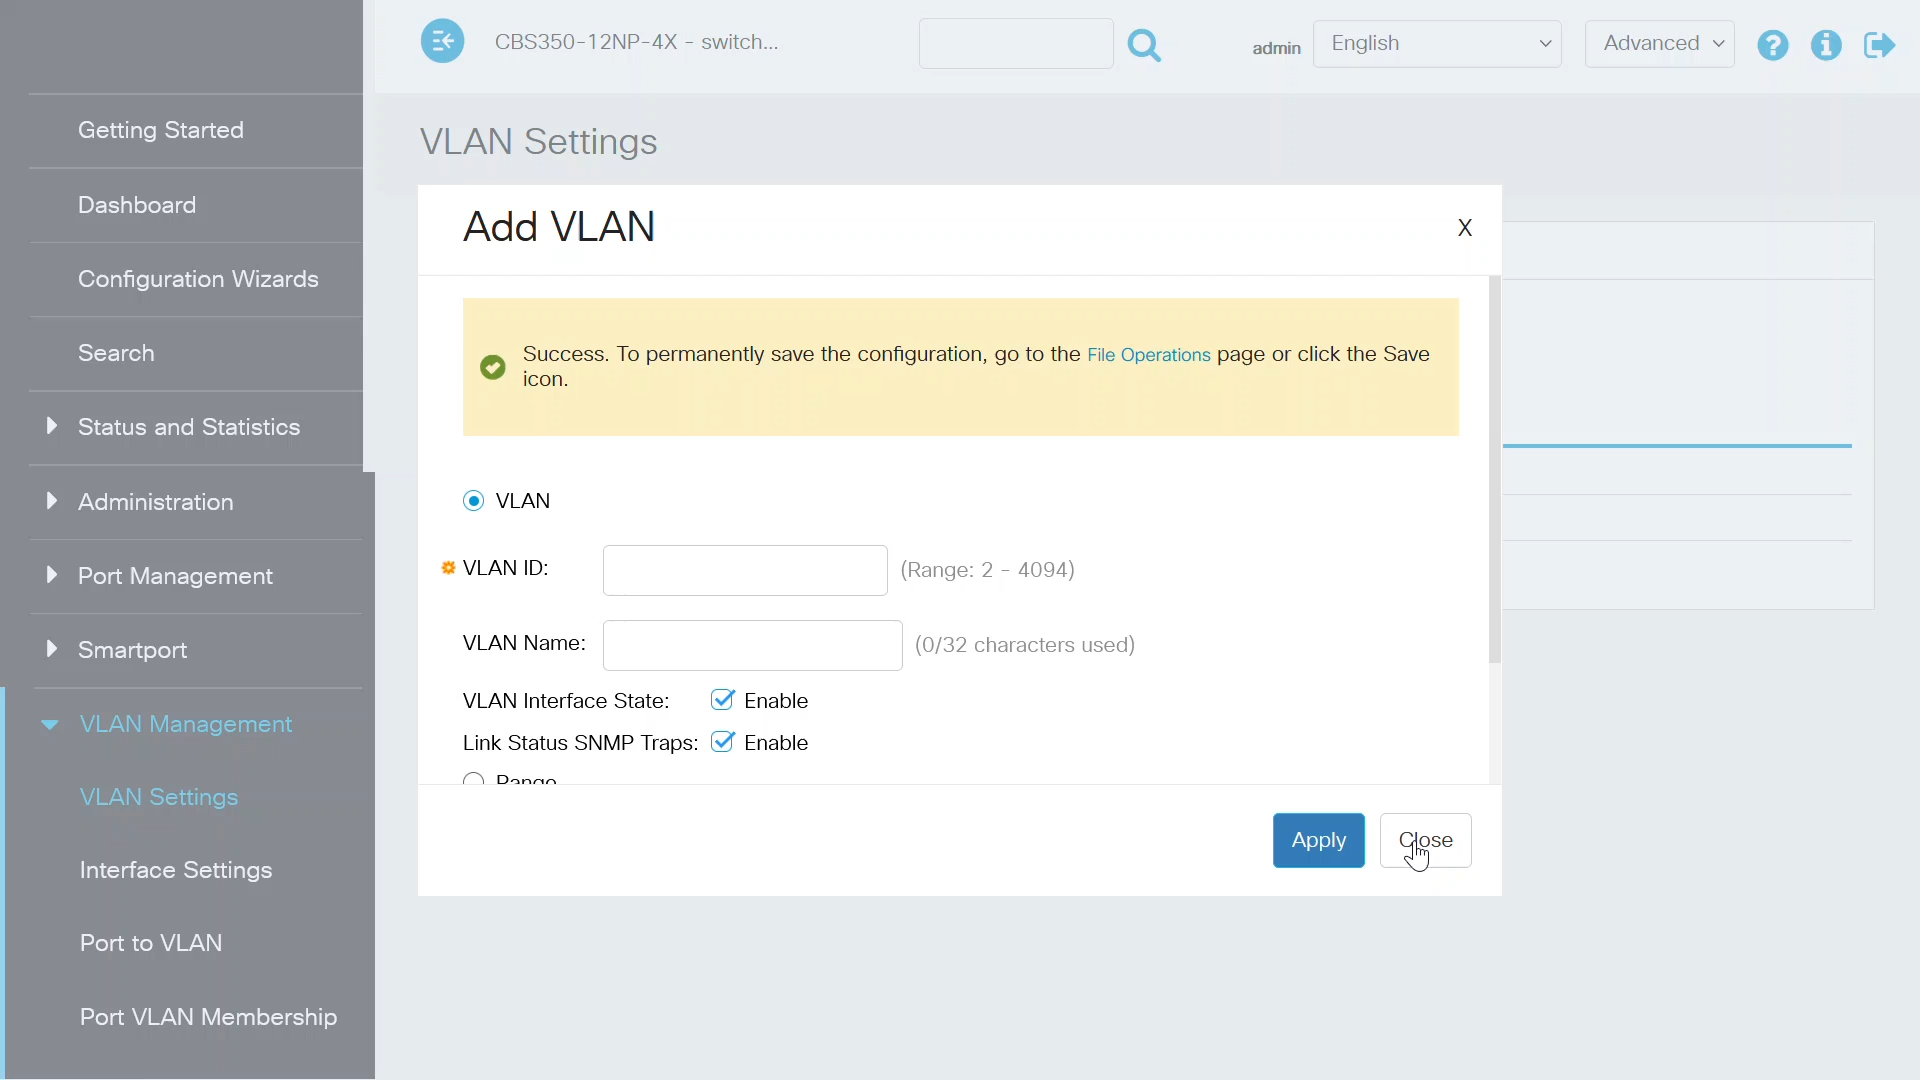 CBS350-12NP-4X - switch...
admin
English
Advanced
Getting Started
Dashboard
Configuration Wizards
Search
Status and Statistics
Administration
Port Management
Smartport
VLAN Management
VLAN Settings
Interface Settings
Port to VLAN
Port VLAN Membership
VLAN Settings
Add VLAN
X
Success. To permanently save the configuration, go to the File Operations page or click the Save
icon.
VLAN
VLAN ID:
(Range: 2 - 4094)
VLAN Name:
(0/32 characters used)
VLAN Interface State:
Enable
Link Status SNMP Traps:
Enable
Range
Apply
Close